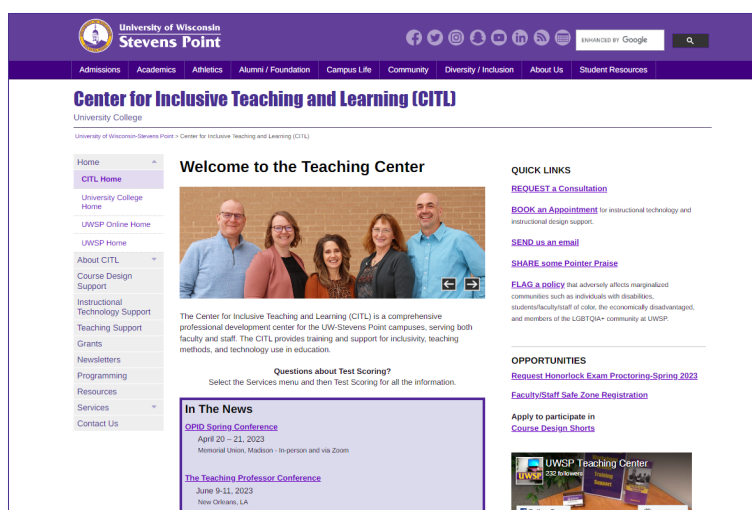 University of Wisconsin
Stevens Point
ENHANCED BY Google
Admissions Academics Athletics Alumni / Foundation Campus Life Community Diversity / Inclusion About Us Student Resources
Center for Inclusive Teaching and Learning (CITL)
University College
University of Wisconsin-Stevens Point > Center for Inclusive Teaching and Learning (CITL)
Home
CITL Home
University College
Home
UWSP Online Home
UWSP Home
About CITL
Course Design
Support
Instructional
Technology Support
Teaching Support
Grants
Newsletters
Programming
Resources
Services
Contact Us
Welcome to the Teaching Center
The Center for Inclusive Teaching and Learning (CITL) is a comprehensive
professional development center for the UW-Stevens Point campuses, serving both
faculty and staff. The CITL provides training and support for inclusivity, teaching
methods, and technology use in education.
Questions about Test Scoring?
Select the Services menu and then Test Scoring for all the information.
In The News
OPID Spring Conference
April 20 – 21, 2023
Memorial Union, Madison - In-person and via Zoom
The Teaching Professor Conference
June 9-11, 2023
New Orleans, LA
QUICK LINKS
REQUEST a Consultation
BOOK an Appointment for instructional technology and
instructional design support.
SEND us an email
SHARE some Pointer Praise
FLAG a policy that adversely affects marginalized
communities such as individuals with disabilities,
students/faculty/staff of color, the economically disadvantaged,
and members of the LGBTQIA+ community at UWSP.
OPPORTUNITIES
Request Honorlock Exam Proctoring-Spring 2023
Faculty/Staff Safe Zone Registration
Apply to participate in
Course Design Shorts
UWSP Teaching Center
232 followers
UWSP